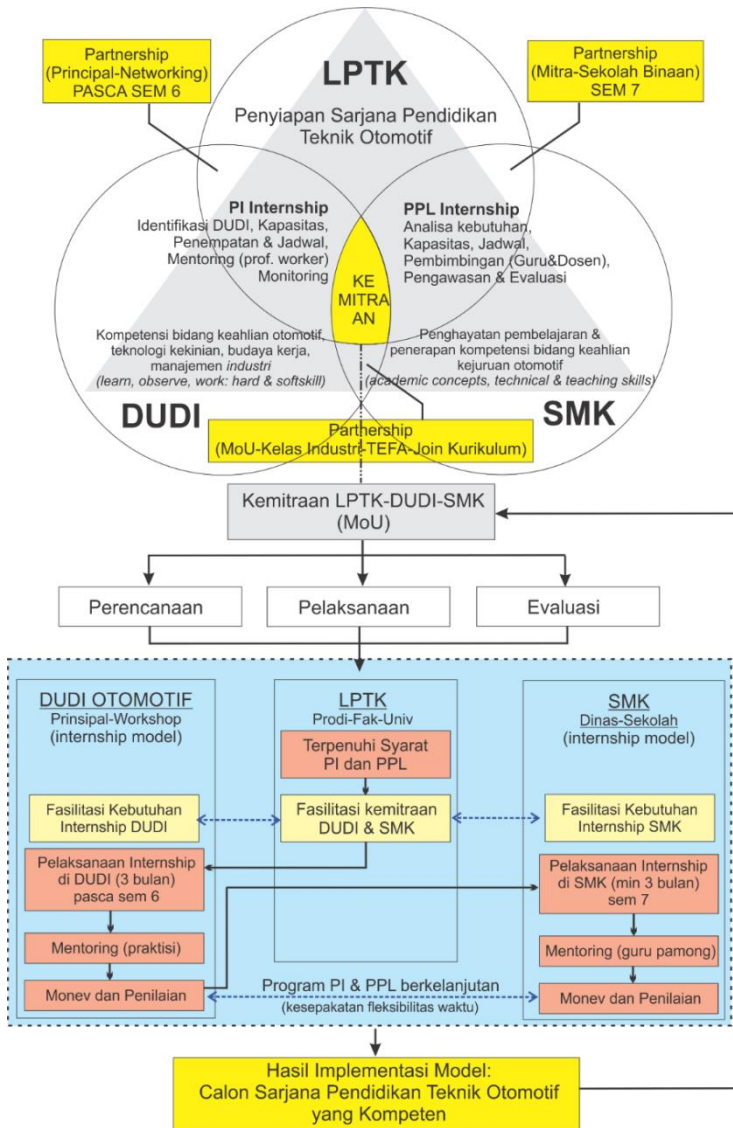 Partnership
(Principal-Networking)
PASCA SEM 6
Partnership
(Mitra-Sekolah Binaan)
SEM 7
LPTK
Penyiapan Sarjana Pendidikan
Teknik Otomotif
PI Internship
Identifikasi DUDI, Kapasitas,
Penempatan & Jadwal,
Mentoring (prof. worker)
Monitoring
PPL Internship
Analisa kebutuhan,
Kapasitas, Jadwal,
Pembimbingan (Guru&Dosen),
Pengawasan & Evaluasi
KE
MITRA
AN
Kompetensi bidang keahlian otomotif,
teknologi kekinian, budaya kerja,
manajemen industri
(learn, observe, work: hard & softskill)
Penghayatan pembelajaran &
penerapan kompetensi bidang keahlian
kejuruan otomotif
(academic concepts, technical & teaching skills)
DUDI
SMK
Parthership
(MoU-Kelas Industri-TEFA-Join Kurikulum)
Kemitraan LPTK-DUDI-SMK
(MoU)
Perencanaan
Pelaksanaan
Evaluasi
DUDI OTOMOTIF
Prinsipal-Workshop
(internship model)
LPTK
Prodi-Fak-Univ
SMK
Dinas-Sekolah
(internship model)
Terpenuhi Syarat
PI dan PPL
Fasilitasi Kebutuhan
Internship DUDI
Fasilitasi kemitraan
DUDI & SMK
Fasilitasi Kebutuhan
Internship SMK
Pelaksanaan Internship
di DUDI (3 bulan)
pasca sem 6
Pelaksanaan Internship
di SMK (min 3 bulan)
sem 7
Mentoring (praktisi)
Mentoring (guru pamong)
Monev dan Penilaian
Program PI & PPL berkelanjutan
(kesepakatan fleksibilitas waktu)
Monev dan Penilaian
Hasil Implementasi Model:
Calon Sarjana Pendidikan Teknik Otomotif
yang Kompeten